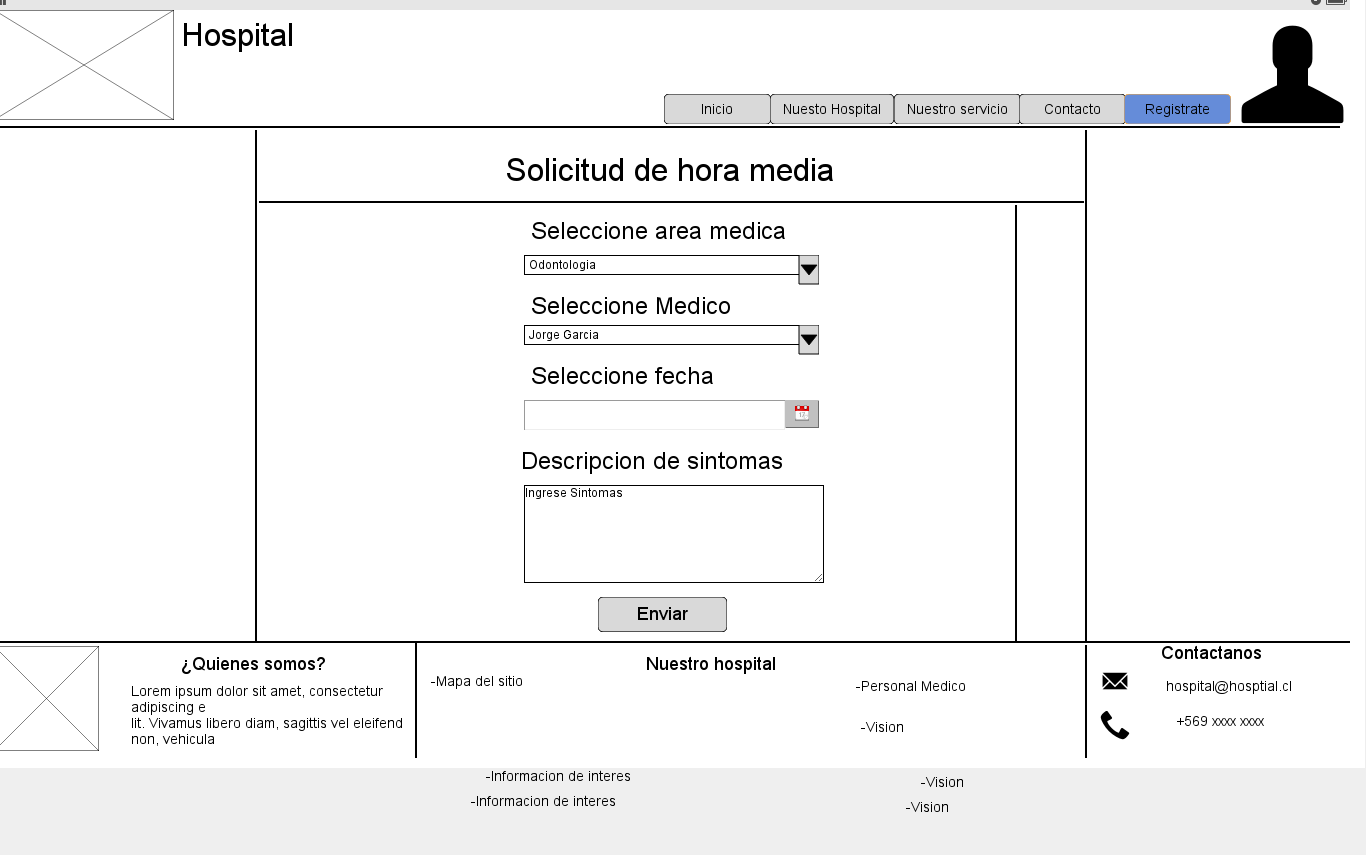 Hospital
Inicio
Nuesto Hospital
Nuestro servicio
Contacto
Registrate
Solicitud de hora media
Seleccione area medica
Odontologia
Seleccione Medico
Jorge Garcia
Seleccione fecha
Descripcion de sintomas
Ingrese Sintomas
Enviar
¿Quienes somos?
Lorem ipsum dolor sit amet, consectetur
adipiscing e
lit. Vivamus libero diam, sagittis vel eleifend
non, vehicula
Nuestro hospital
-Mapa del sitio
-Personal Medico
-Vision
-Informacion de interes
-Vision
-Informacion de interes
-Vision
Contactanos
hospital@hosptial.cl
+569 xxxx xxxx